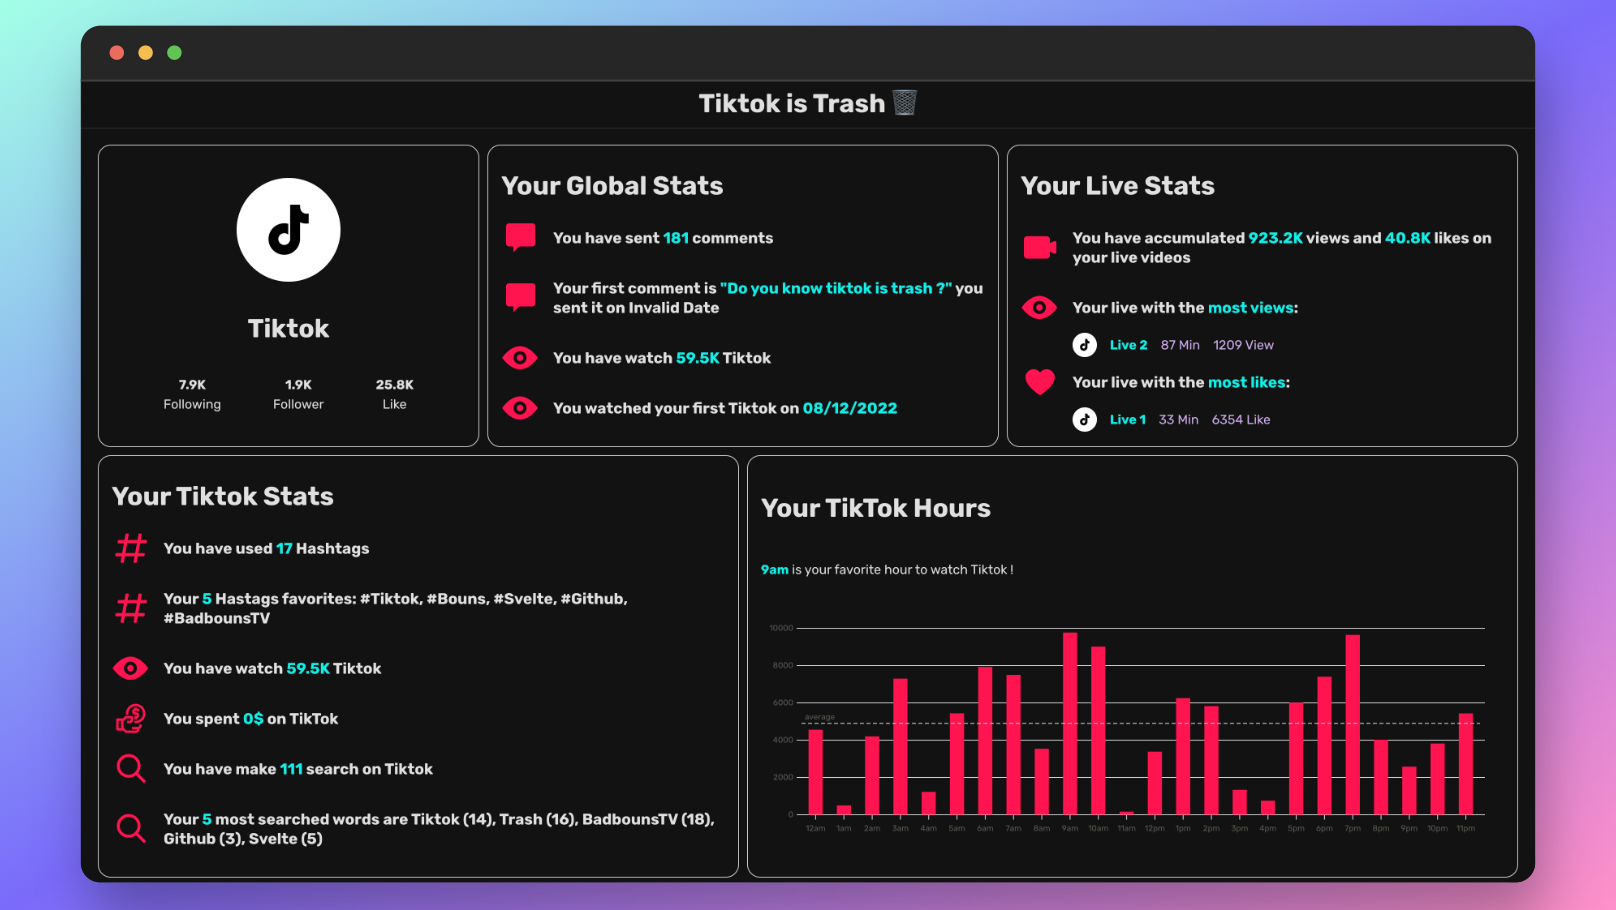 Tiktok is Trash
Tiktok
7.9K
Following
1.9K
Follower
25.8K
Like
Your Global Stats
You have sent 181 comments
Your first comment is "Do you know tiktok is trash ?" you
sent it on Invalid Date
You have watch 59.5K Tiktok
You watched your first Tiktok on 08/12/2022
Your Live Stats
You have accumulated 923.2K views and 40.8K likes on
your live videos
Your live with the most views:
Live 2 87 Min 1209 View
Your live with the most likes:
Live 1 33 Min 6354 Like
Your Tiktok Stats
You have used 17 Hashtags
Your 5 Hastags favorites: #Tiktok, #Bouns, #Svelte, #Github,
#BadbounsTV
You have watch 59.5K Tiktok
You spent 0$ on TikTok
You have make 111 search on Tiktok
Your 5 most searched words are Tiktok (14), Trash (16), BadbounsTV (18),
Github (3), Svelte (5)
Your TikTok Hours
9am is your favorite hour to watch Tiktok !
10000
8000
6000
average
4000
2000
0
12am 1am 2am 3am 4am 5am 6am 7am 8am 9am 10am 11am 12pm 1pm 2pm 3pm 4pm 5pm 6pm 7pm 8pm 9pm 10pm 11pm